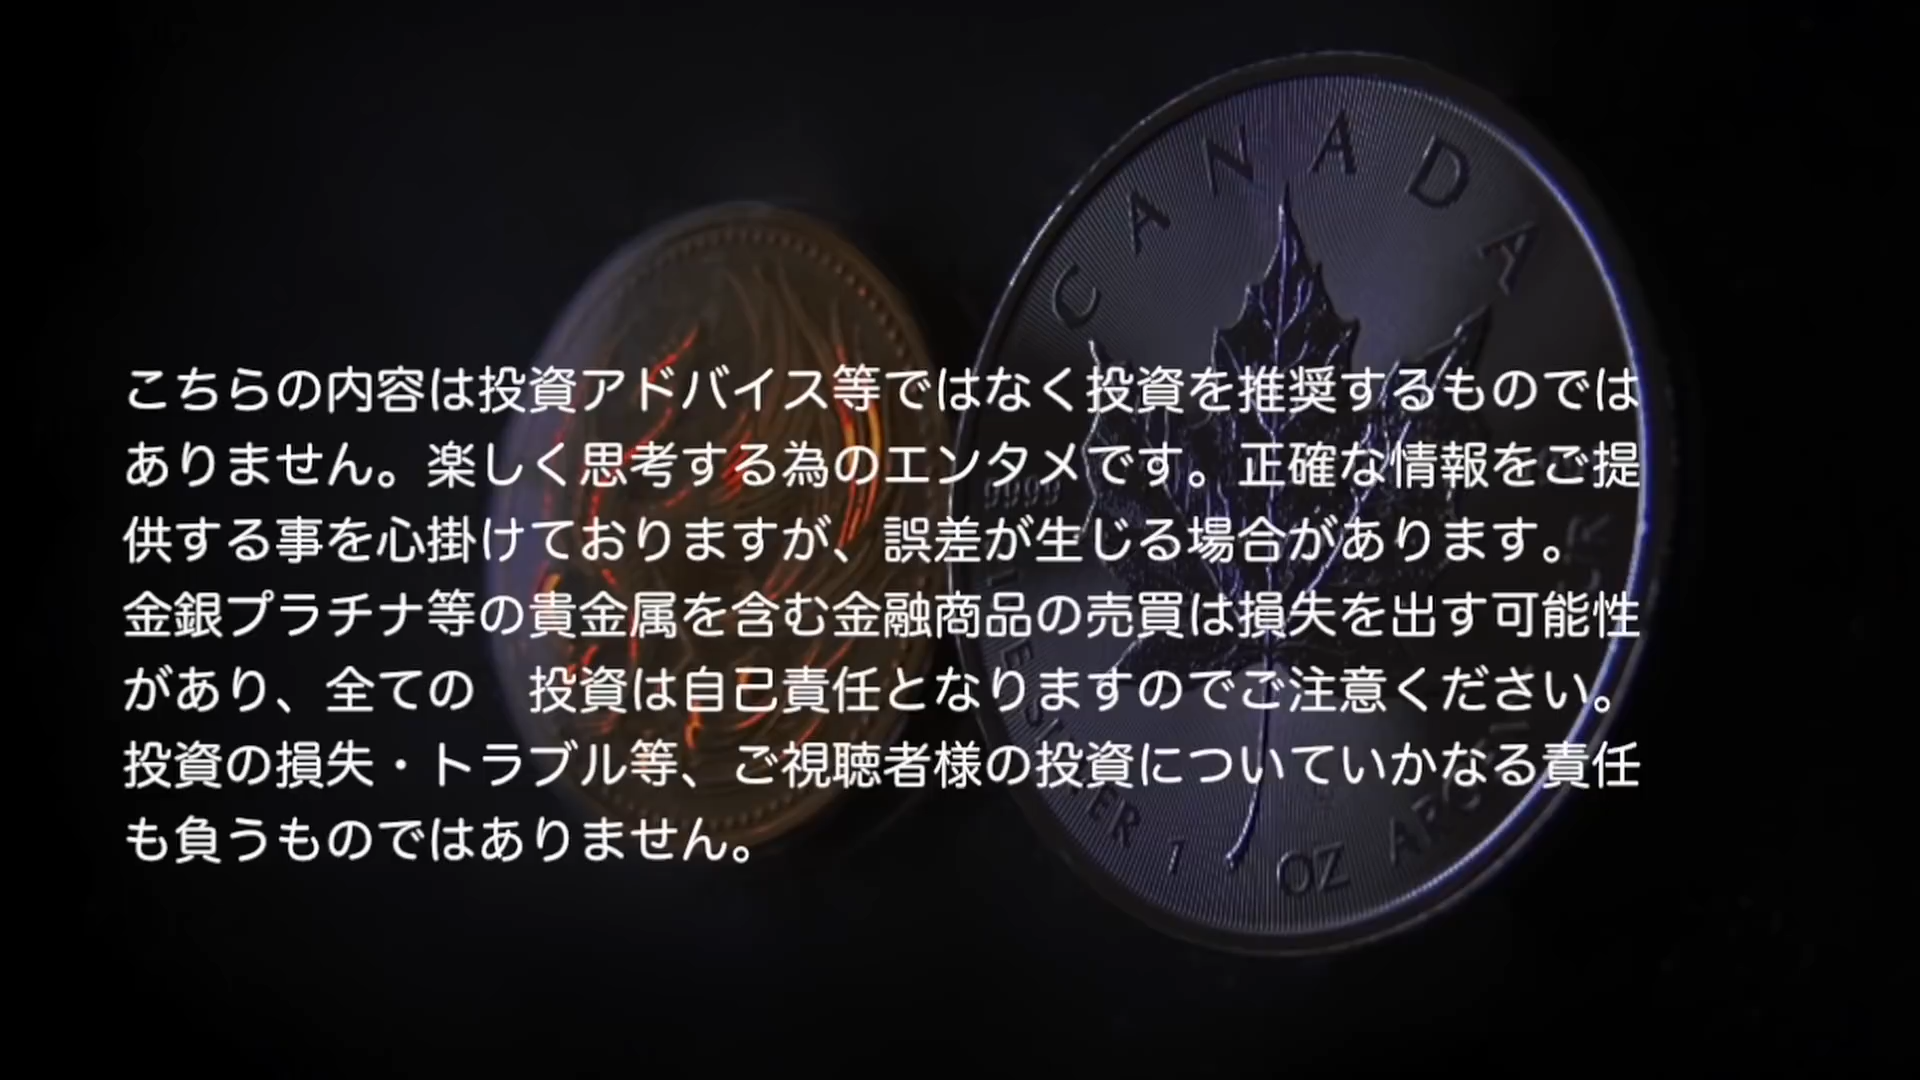 こちらの内容は投資アドバイス等ではなく投資を推奨するものでは
ありません。楽しく思考する為のエンタメです。正確な情報をご提
供する事を心掛けておりますが、誤差が生じる場合があります。
金銀プラチナ等の貴金属を含む金融商品の売買は損失を出す可能性
があり、全ての　投資は自己責任となりますのでご注意ください。
投資の損失・トラブル等、ご視聴者様の投資についていかなる責任
も負うものではありません。
CANADA
9999
1 OZ